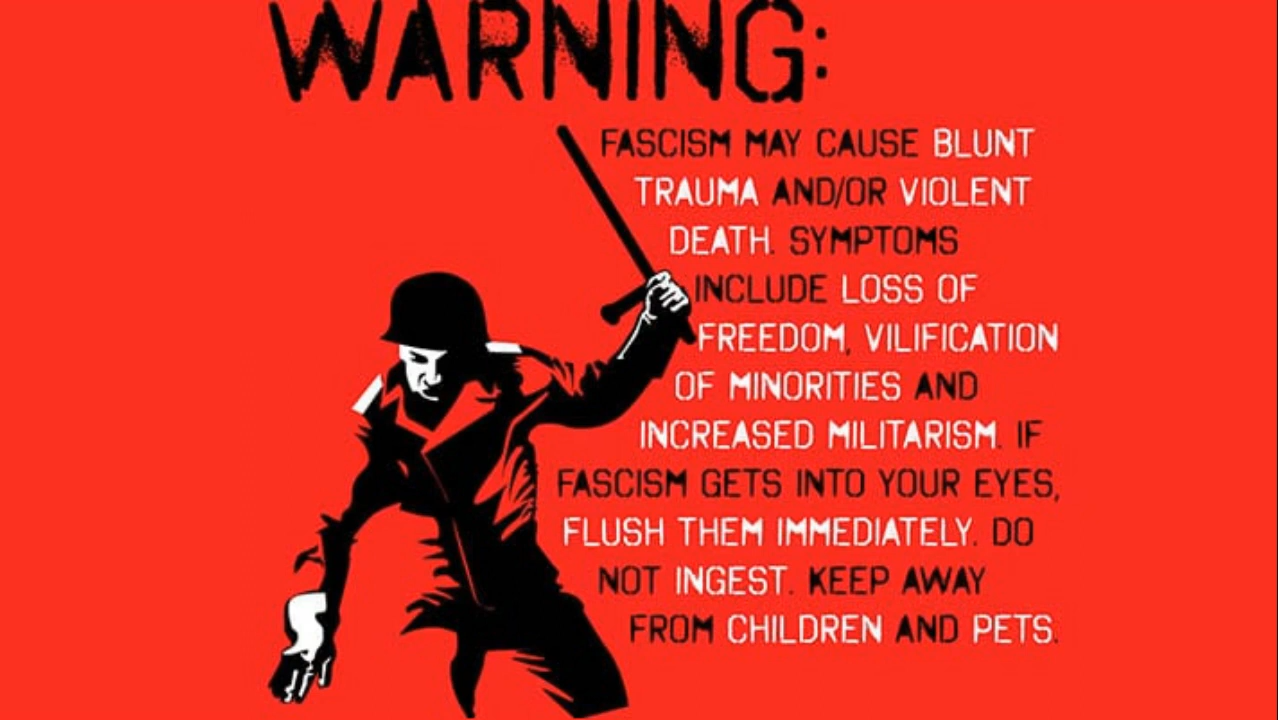 WARNING:
FASCISM MAY CAUSE BLUNT
TRAUMA AND/OR VIOLENT
DEATH. SYMPTOMS
INCLUDE LOSS OF
FREEDOM, VILIFICATION
OF MINORITIES AND
INCREASED MILITARISM. IF
FASCISM GETS INTO YOUR EYES,
FLUSH THEM IMMEDIATELY. DO
NOT INGEST. KEEP AWAY
FROM CHILDREN AND PETS.